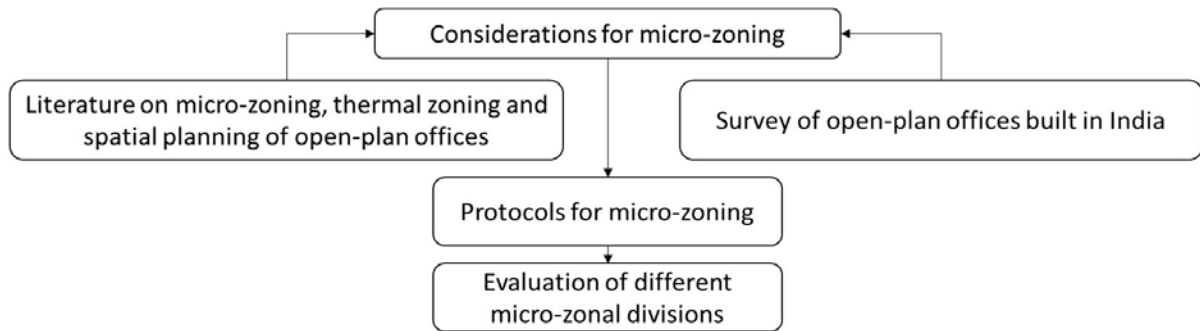 Considerations for micro-zoning
Literature on micro-zoning, thermal zoning and
spatial planning of open-plan offices
Survey of open-plan offices built in India
Protocols for micro-zoning
Evaluation of different
micro-zonal divisions